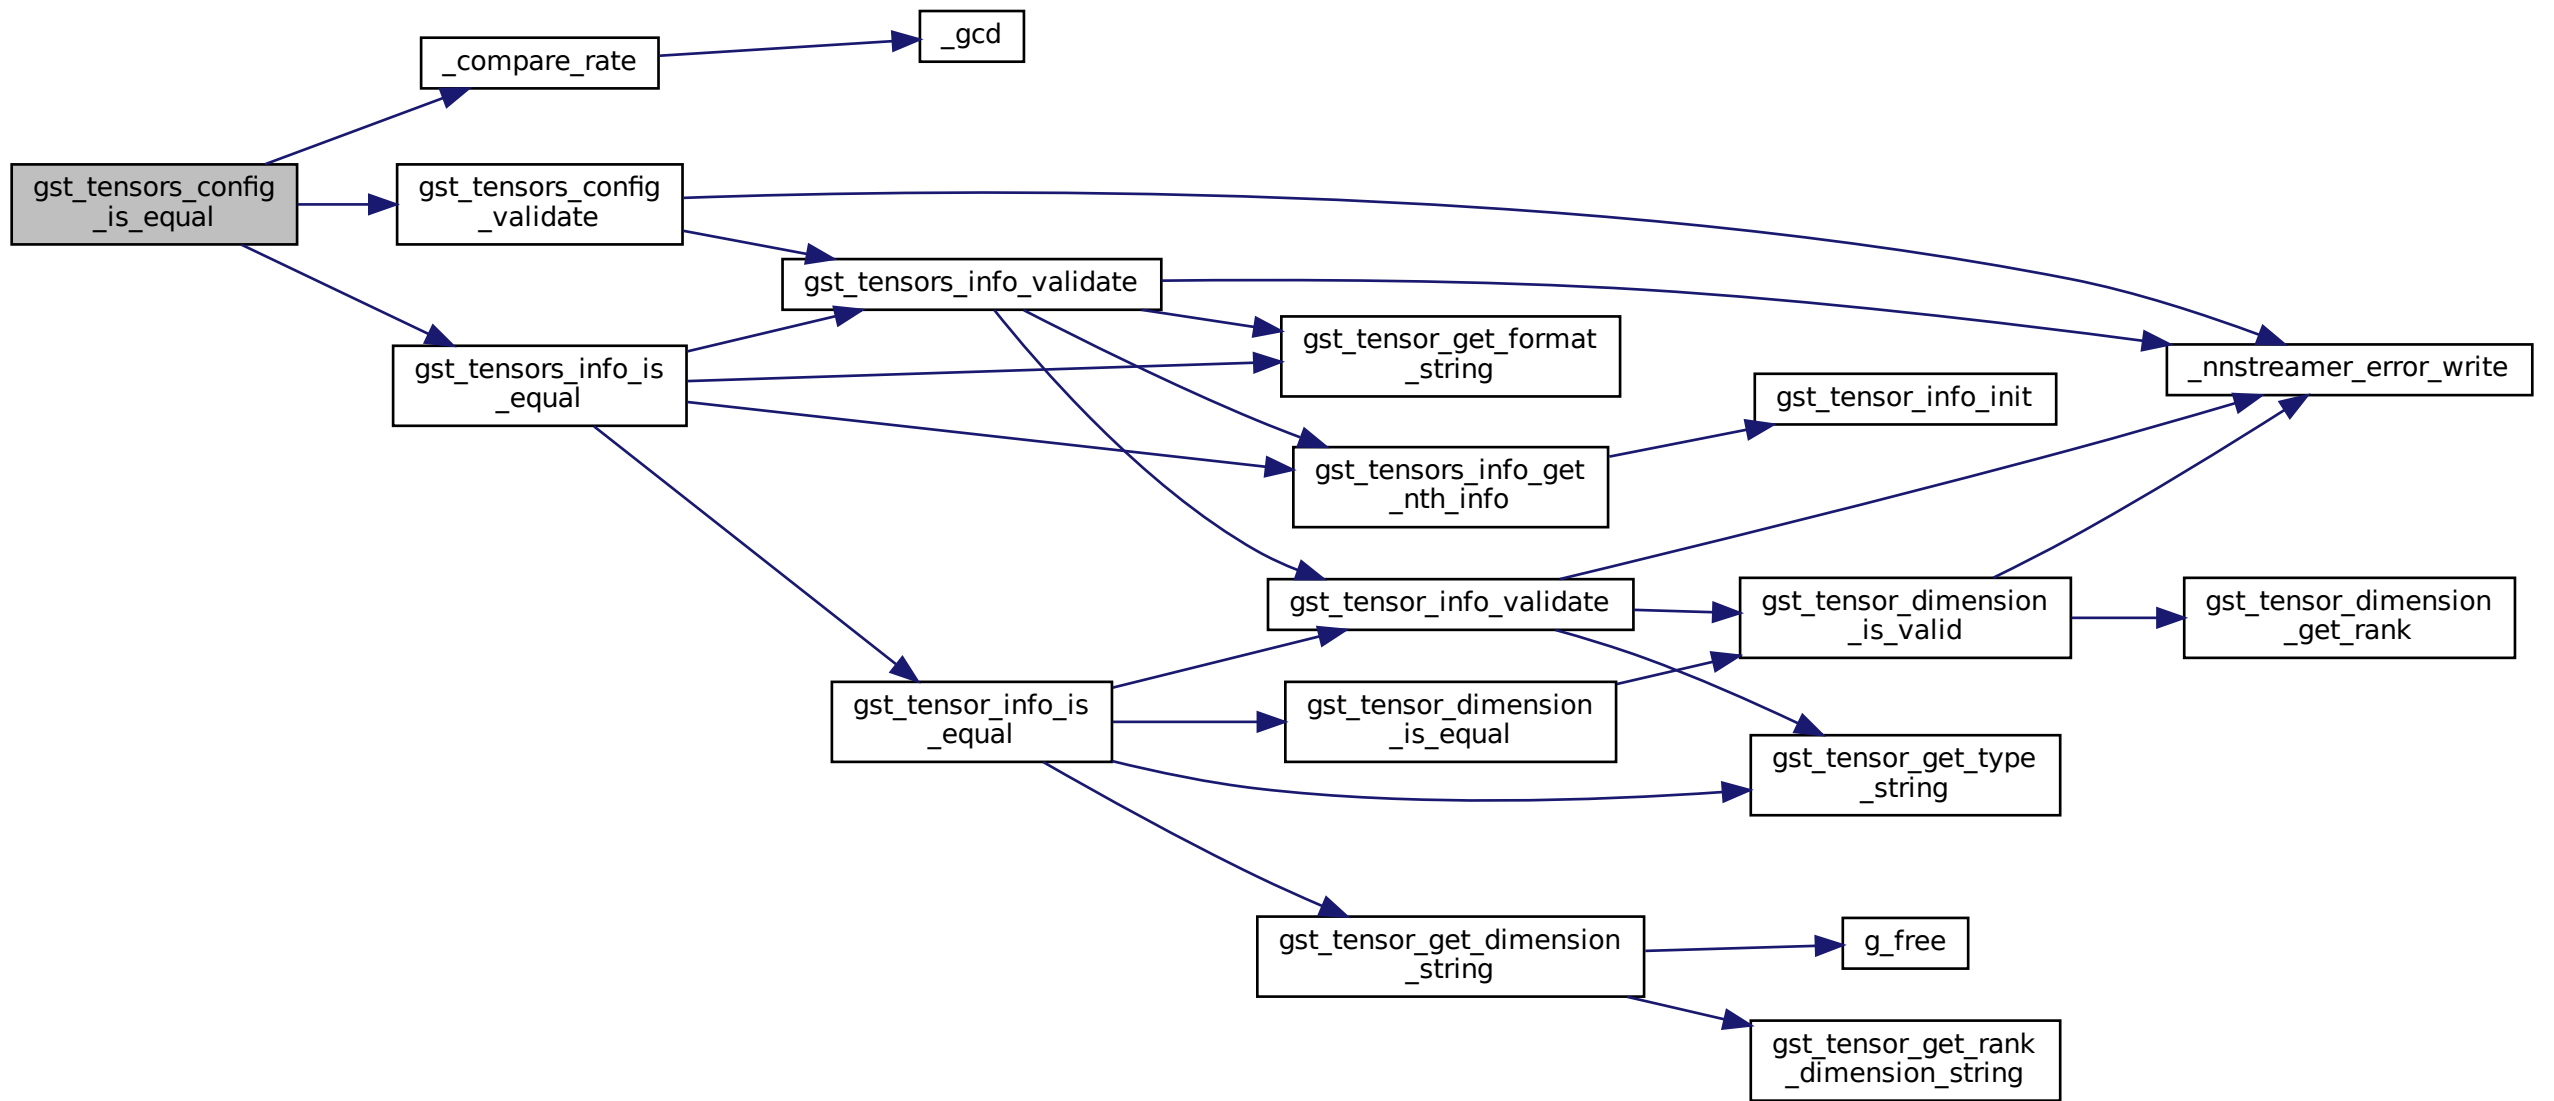 _gcd
_compare_rate
gst_tensors_config
_is_equal
gst_tensors_config
_validate
gst_tensors_info_validate
gst_tensor_get_format
_string
_nnstreamer_error_write
gst_tensors_info_is
_equal
gst_tensor_info_init
gst_tensors_info_get
_nth_info
gst_tensor_info_validate
gst_tensor_dimension
_is_valid
gst_tensor_dimension
_get_rank
gst_tensor_info_is
_equal
gst_tensor_dimension
_is_equal
gst_tensor_get_type
_string
gst_tensor_get_dimension
_string
g_free
gst_tensor_get_rank
_dimension_string